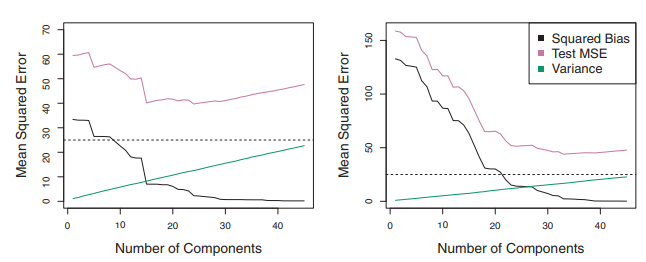 Mean Squared Error
0 10 20 30 40 50 60 70
0 10 20 30 40
Number of Components
Mean Squared Error
0 50 100 150
0 10 20 30 40
Number of Components
Squared Bias
Test MSE
Variance